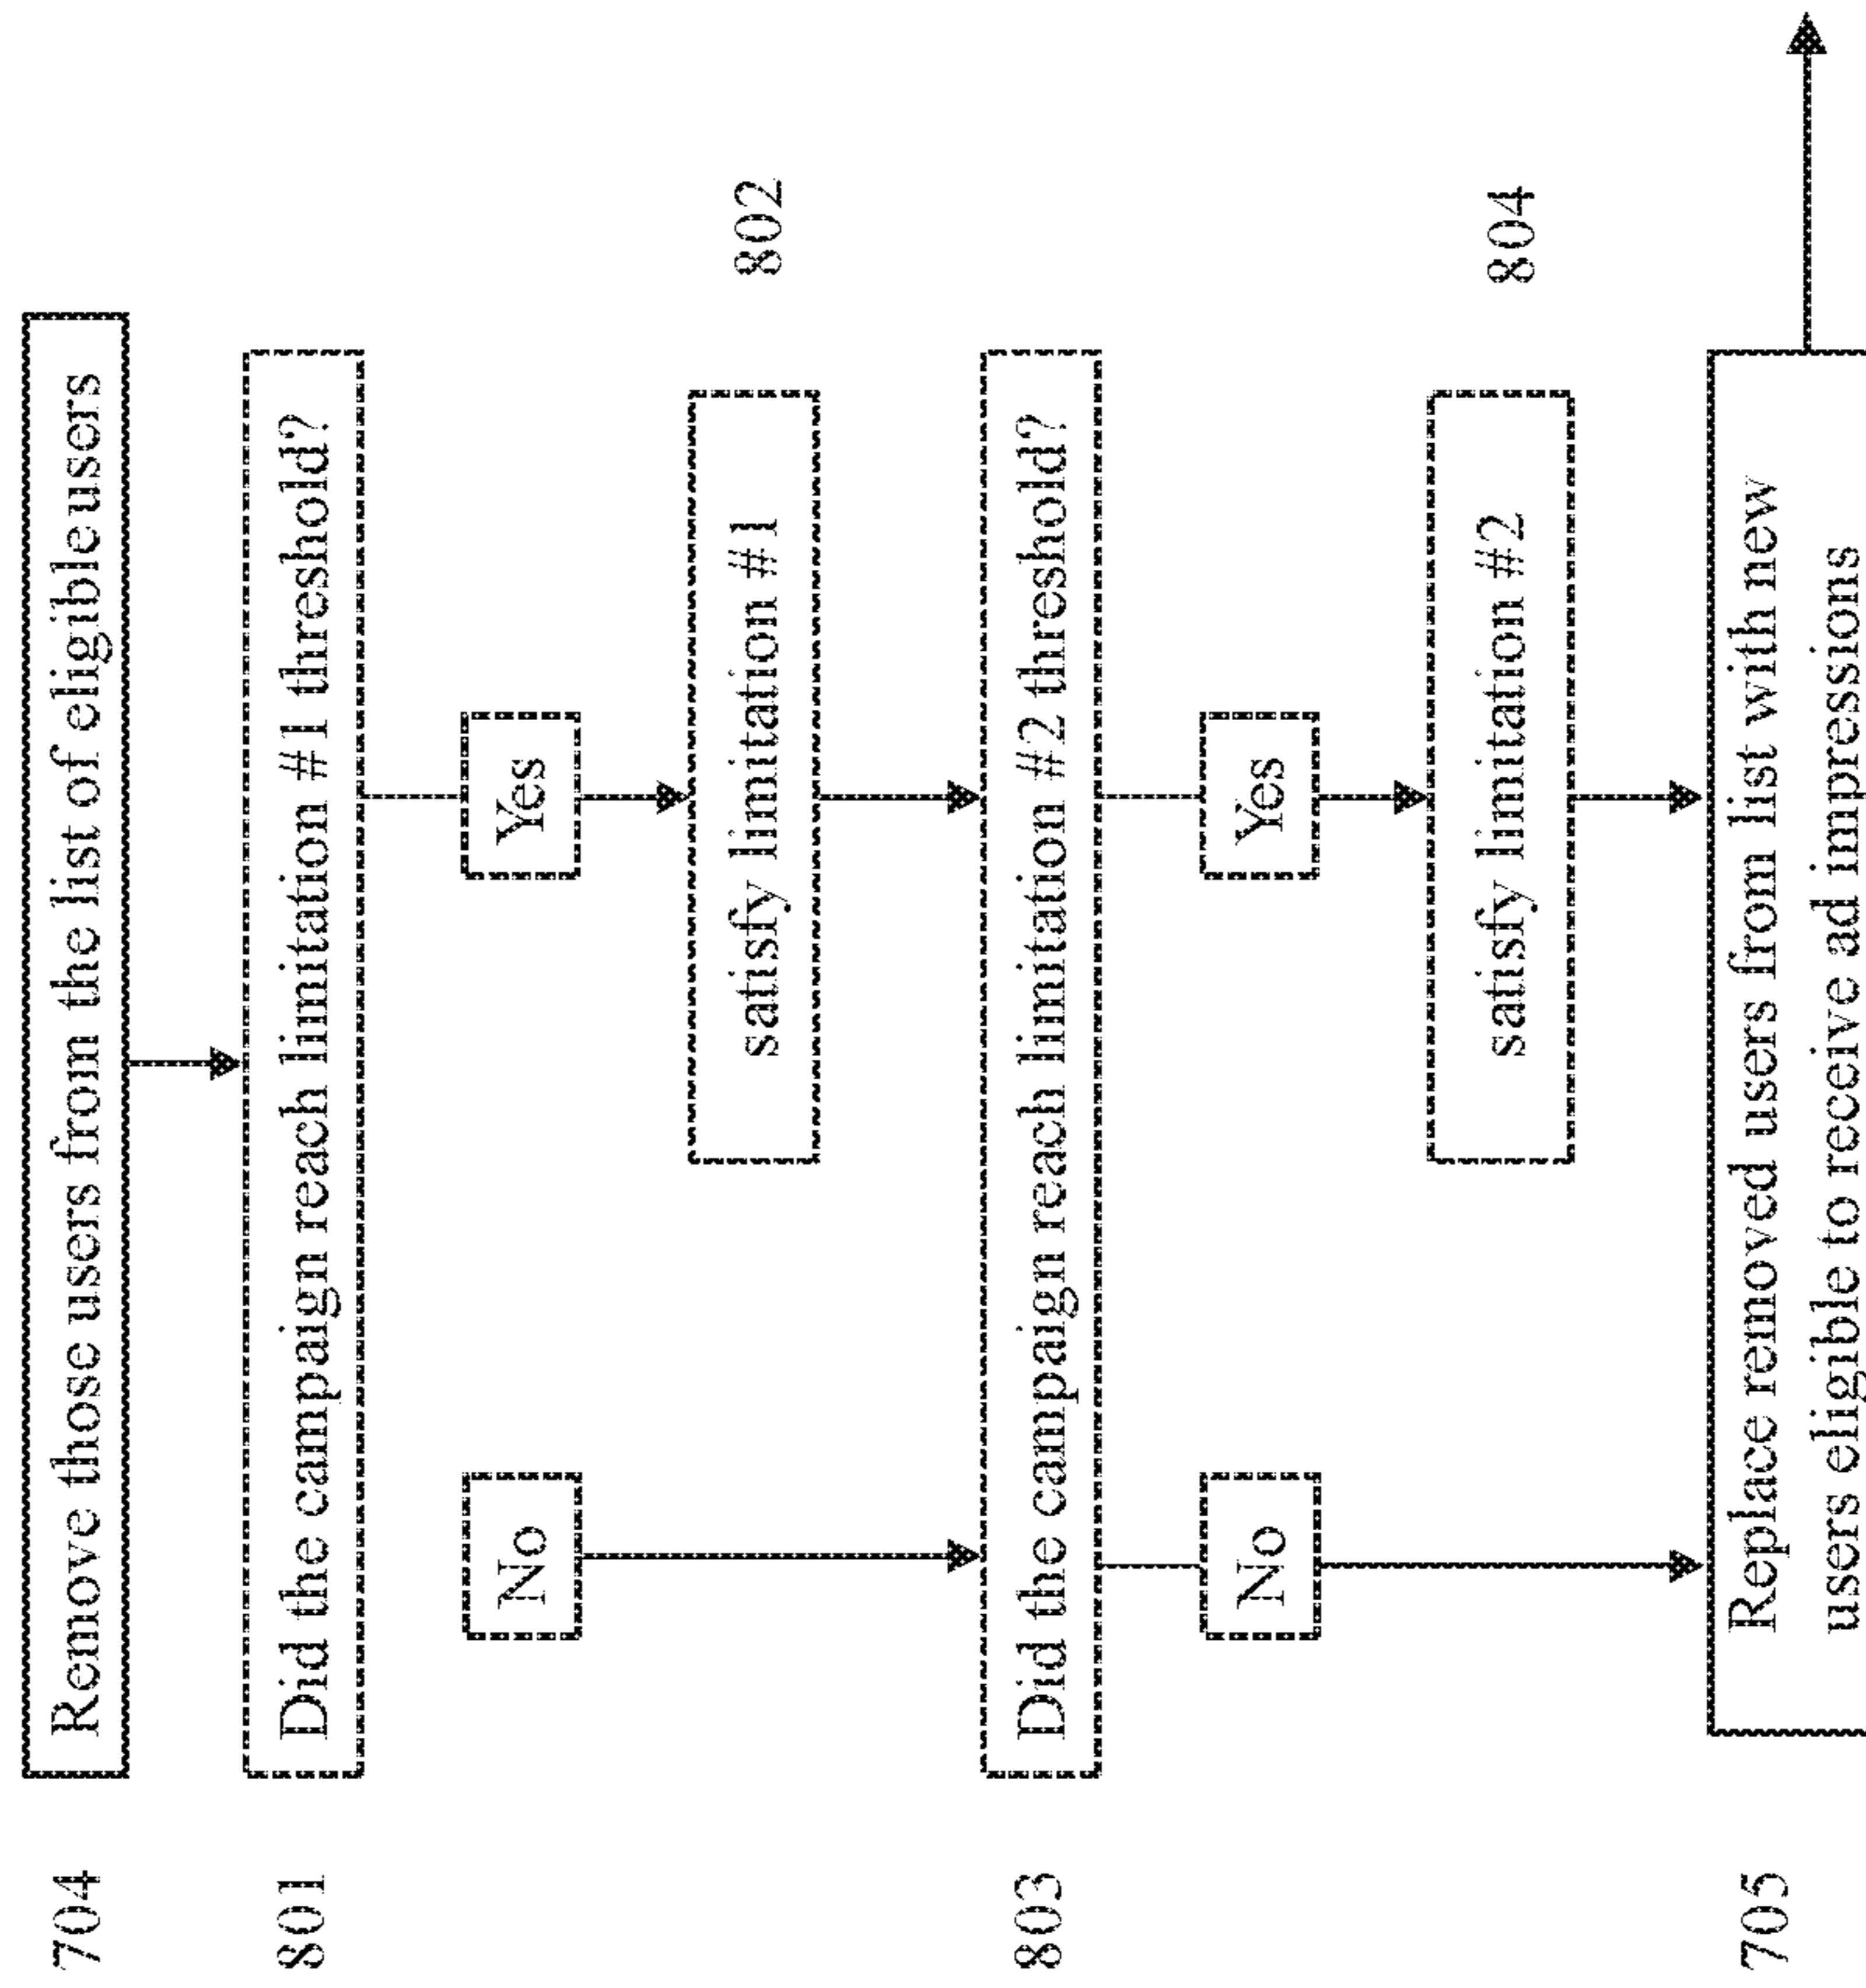 704
Remove those users from the list of eligible users
801
Did the campaign reach limitation #1 threshold?
No
Yes
satisfy limitation #1
802
803
Did the campaign reach limitation #2 threshold?
No
Yes
satisfy limitation #2
804
705
Replace removed users from list with new
users eligible to receive ad impressions